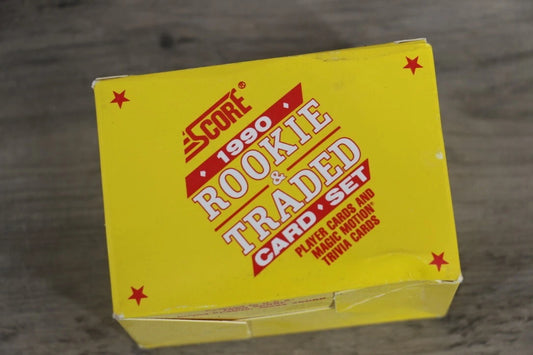 SCORE®
1990
ROOKIE
&
TRADED
CARD • SET
PLAYER CARDS AND
MAGIC MOTION®
TRIVIA CARDS